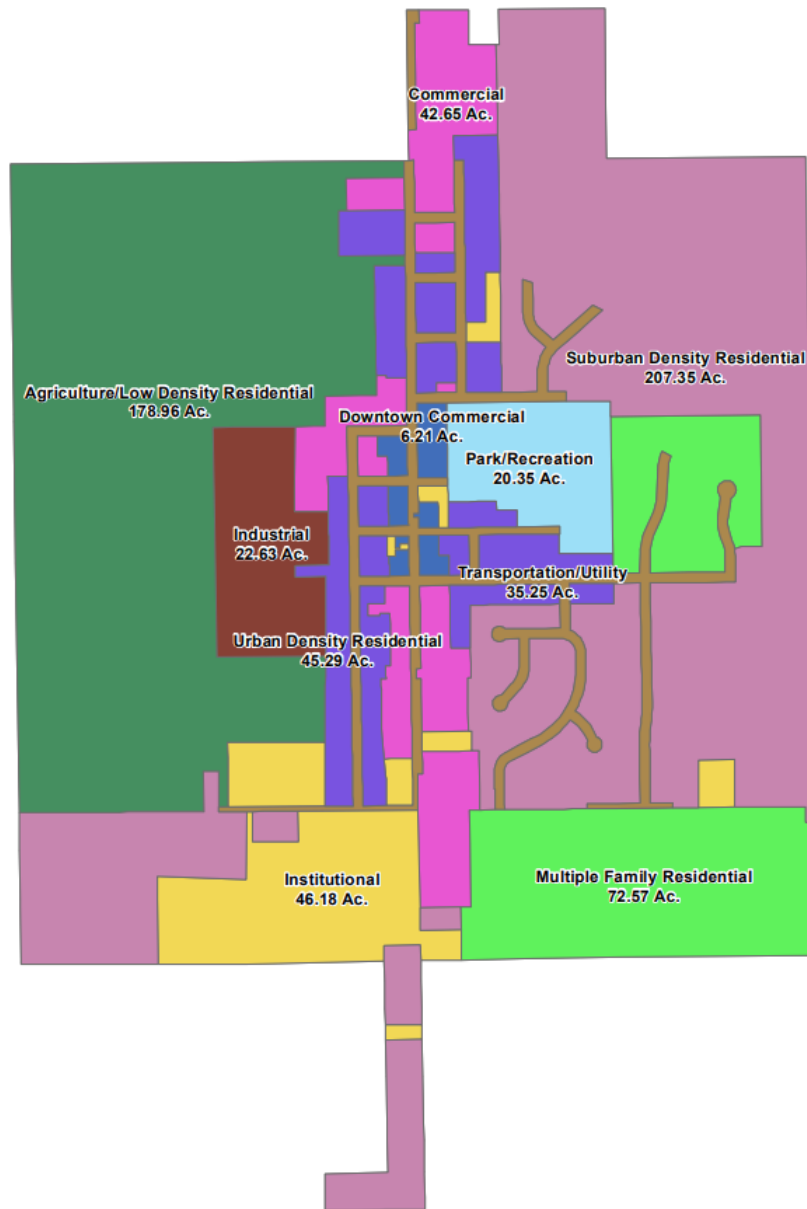 Commercial
42.65 Ac.
Suburban Density Residential
207.35 Ac.
Agriculture/Low Density Residential
178.96 Ac.
Downtown Commercial
6.21 Ac.
Park/Recreation
20.35 Ac.
Industrial
22.63 Ac.
Transportation/Utility
35.25 Ac.
Urban Density Residential
45.29 Ac.
Institutional
46.18 Ac.
Multiple Family Residential
72.57 Ac.